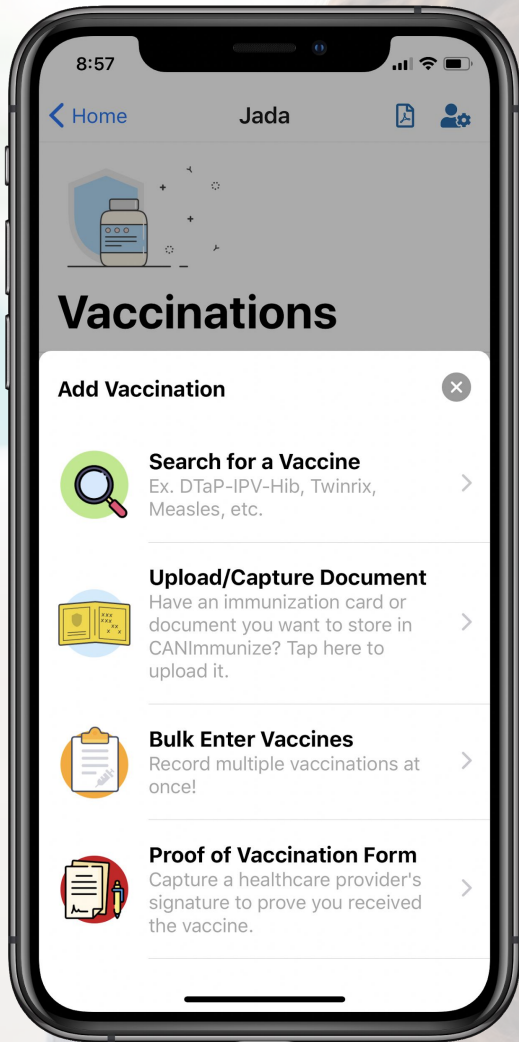 8:57
Home
Jada
Vaccinations
Add Vaccination
Search for a Vaccine
Ex. DTaP-IPV-Hib, Twinrix,
Measles, etc.
Upload/Capture Document
Have an immunization card or
document you want to store in
CANImmunize? Tap here to
upload it.
Bulk Enter Vaccines
Record multiple vaccinations at
once!
Proof of Vaccination Form
Capture a healthcare provider's
signature to prove you received
the vaccine.